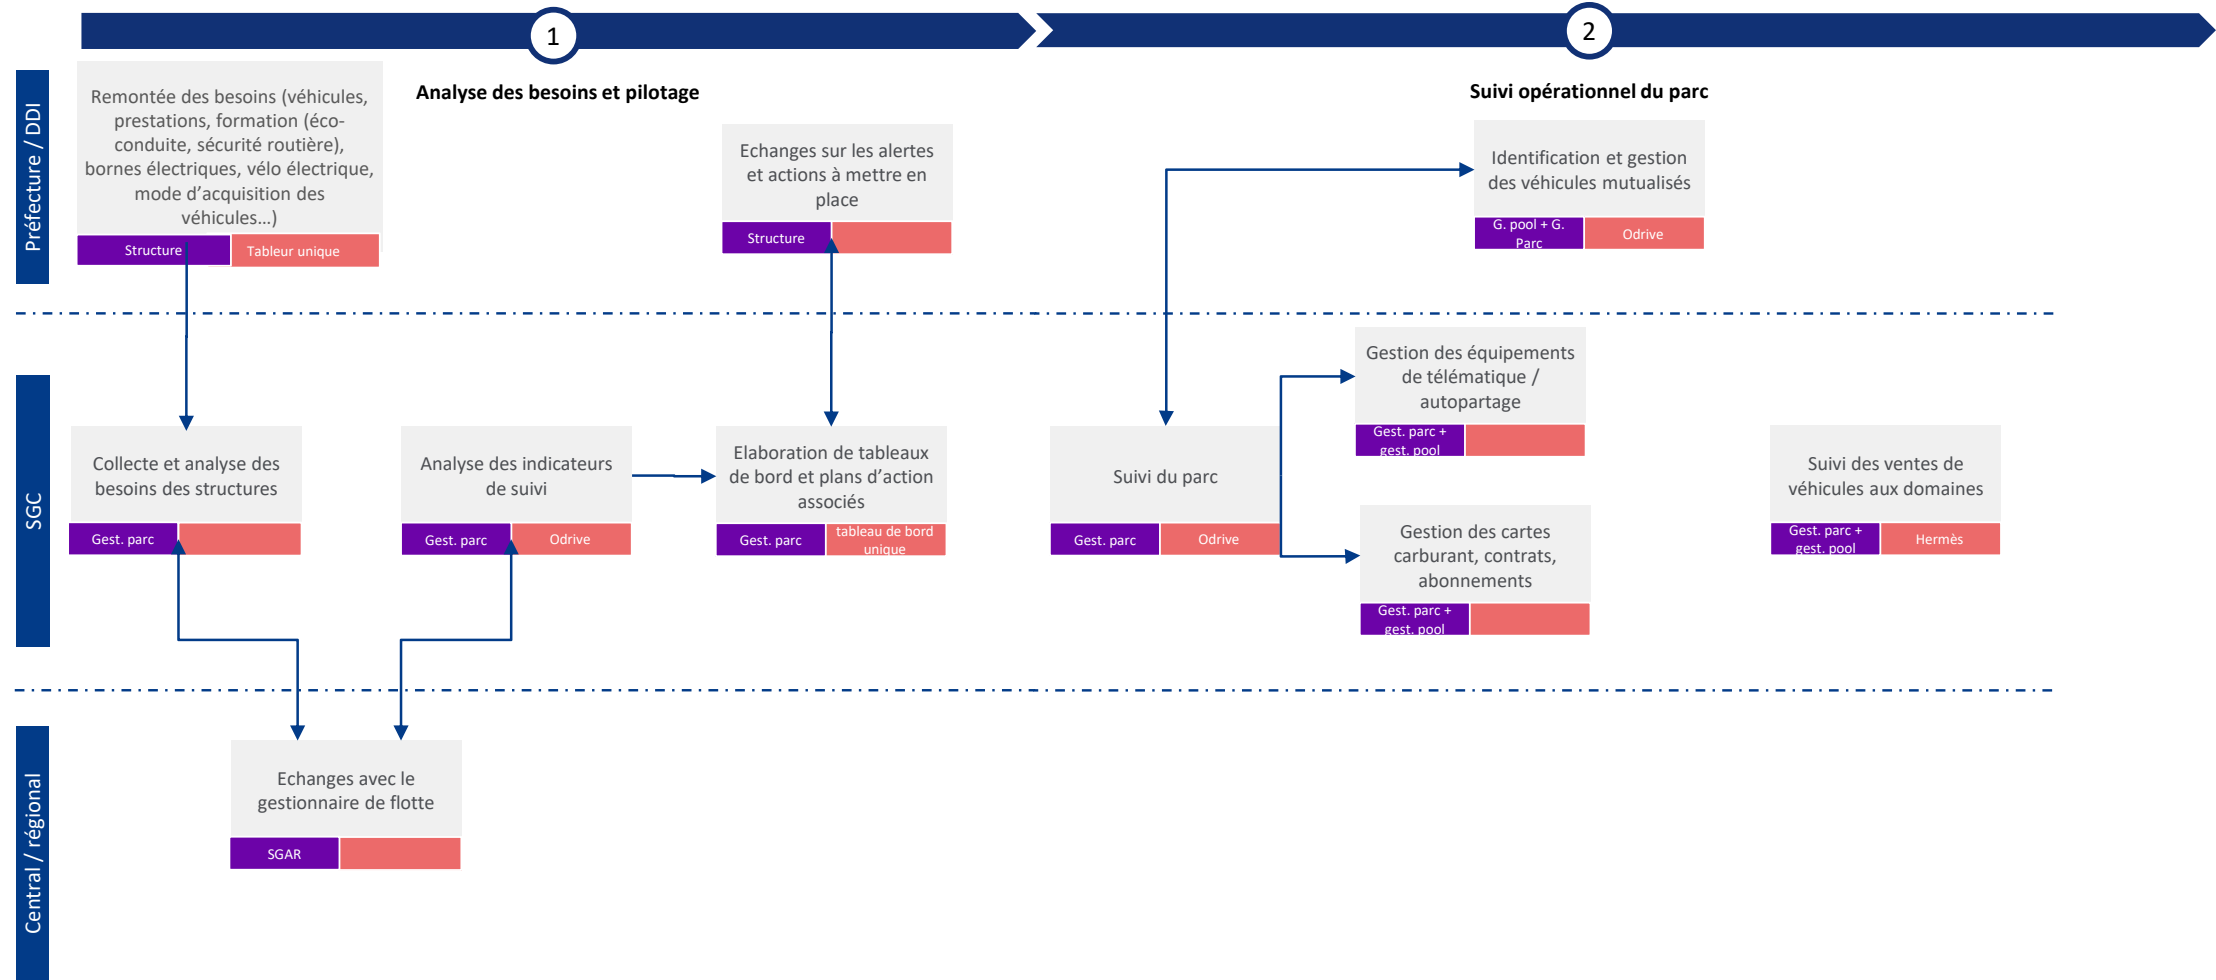 1
2
Analyse des besoins et pilotage
Suivi opérationnel du parc
Préfecture / DDI
Remontée des besoins (véhicules,
prestations, formation (éco-
conduite, sécurité routière),
bornes électriques, vélo électrique,
mode d’acquisition des
véhicules…)
Structure
Tableur unique
Echanges sur les alertes
et actions à mettre en
place
Structure
Identification et gestion
des véhicules mutualisés
G. pool + G.
Parc
Odrive
SGC
Collecte et analyse des
besoins des structures
Gest. parc
Analyse des indicateurs
de suivi
Gest. parc
Odrive
Elaboration de tableaux
de bord et plans d’action
associés
Gest. parc
tableau de bord
unique
Suivi du parc
Gest. parc
Odrive
Gestion des équipements
de télématique /
autopartage
Gest. parc +
gest. pool
Gestion des cartes
carburant, contrats,
abonnements
Gest. parc +
gest. pool
Suivi des ventes de
véhicules aux domaines
Gest. parc +
gest. pool
Hermès
Central / régional
Echanges avec le
gestionnaire de flotte
SGAR